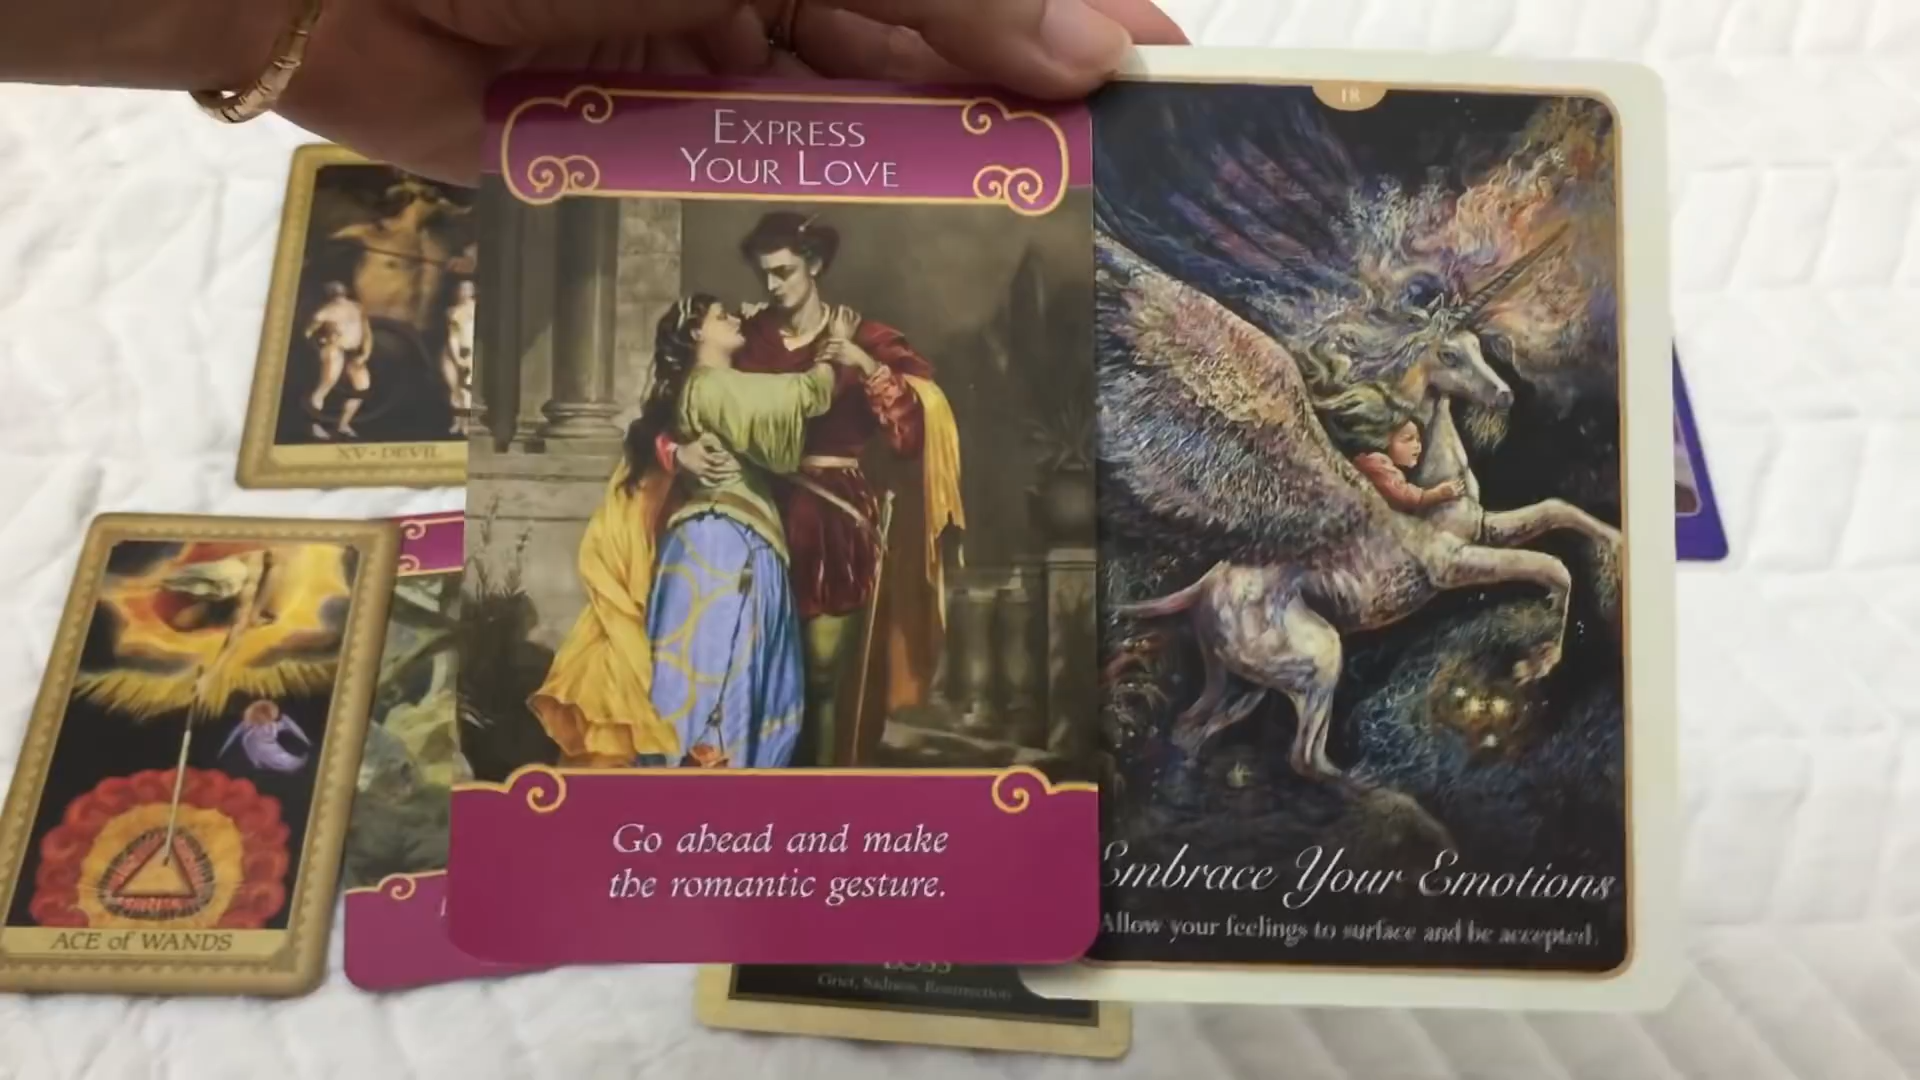 EXPRESS
YOUR LOVE
18
XV • DEVIL
ACE of WANDS
Go ahead and make
the romantic gesture.
Embrace Your Emotions
Allow your feelings to surface and be accepted.
LOSS
Grief, Sadness, Resurrection